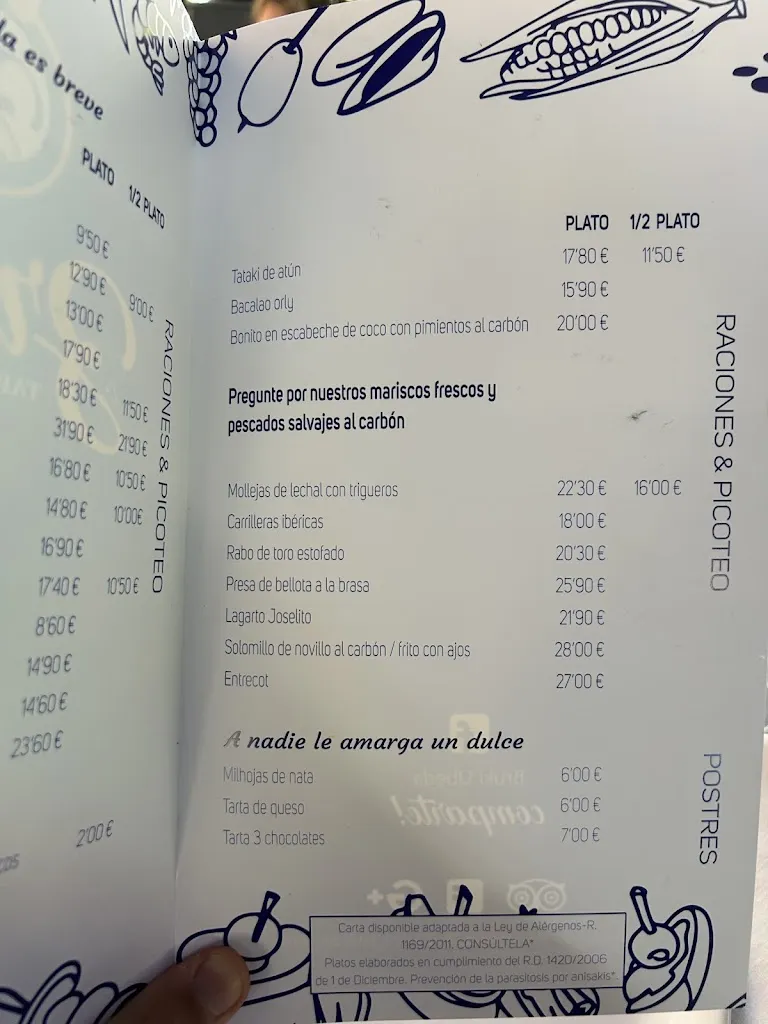 da es breve
PLATO 1/2 PLATO
9'50 €
12'90 € 9'00 €
13'00 €
17'90 €
18'30 € 11'50 €
31'90 € 21'90 €
16'80 € 10'50 €
14'80 € 10'00€
16'90 €
17'40 € 10'50 €
8'60 €
14'90 €
14'60 €
23'60 €
2'00 €
RACIONES & PICOTEO
PLATO 1/2 PLATO
Tataki de atún 17'80 € 11'50 €
Bacalao orly 15'90 €
Bonito en escabeche de coco con pimientos al carbón 20'00 €
Pregunte por nuestros mariscos frescos y
pescados salvajes al carbón
Mollejas de lechal con trigueros 22'30 € 16'00 €
Carrilleras ibéricas 18'00 €
Rabo de toro estofado 20'30 €
Presa de bellota a la brasa 25'90 €
Lagarto Joselito 21'90 €
Solomillo de novillo al carbón / frito con ajos 28'00 €
Entrecot 27'00 €
RACIONES & PICOTEO
A nadie le amarga un dulce
Milhojas de nata 6'00 €
Tarta de queso 6'00 €
Tarta 3 chocolates 7'00 €
POSTRES
comparte!
Carta disponible adaptada a la Ley de Alérgenos-R.
1169/2011. CONSÚLTELA*
Platos elaborados en cumplimiento del R.D. 1420/2006
de 1 de Diciembre. Prevención de la parasitosis por anisakis*.